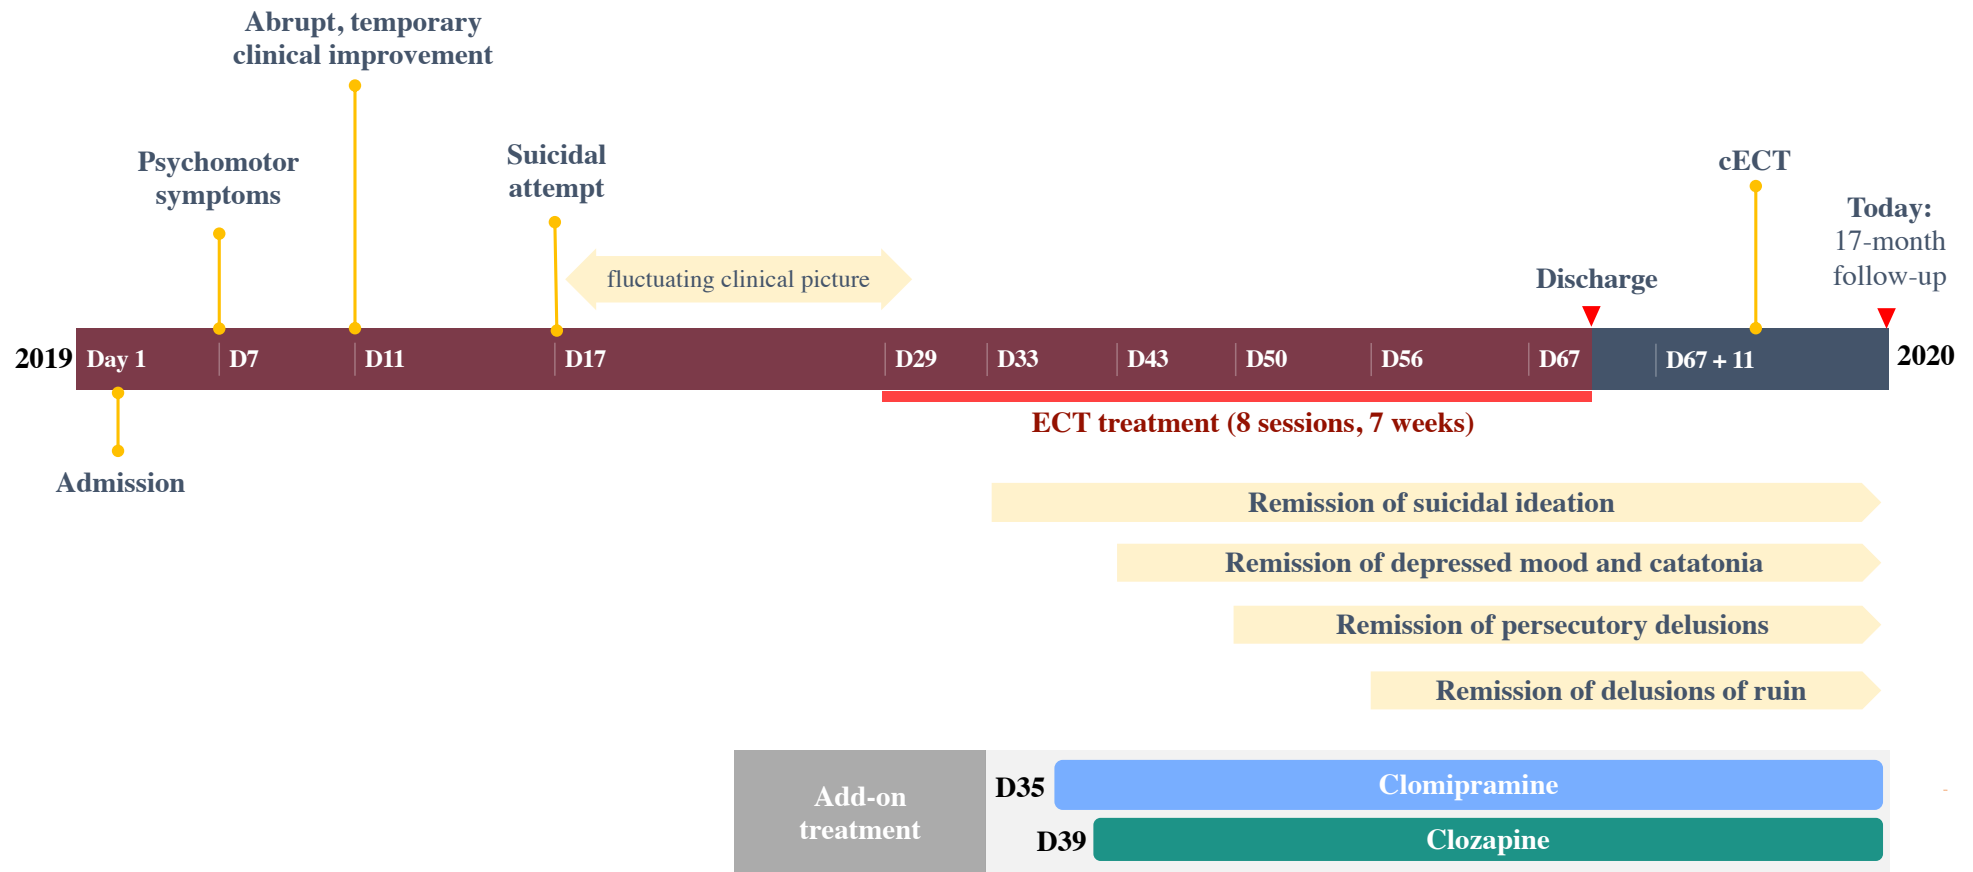 Abrupt, temporary
clinical improvement
Psychomotor
symptoms
Suicidal
attempt
cECT
Today:
17-month
follow-up
fluctuating clinical picture
Discharge
2019 Day 1 D7 D11 D17 D29 D33 D43 D50 D56 D67 D67 + 11 2020
ECT treatment (8 sessions, 7 weeks)
Admission
Remission of suicidal ideation
Remission of depressed mood and catatonia
Remission of persecutory delusions
Remission of delusions of ruin
Add-on
treatment
D35 Clomipramine
D39 Clozapine